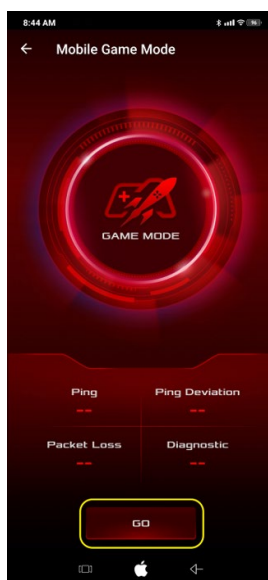 8:44 AM
Mobile Game Mode
GAME MODE
Ping
--
Ping Deviation
--
Packet Loss
--
Diagnostic
--
GO